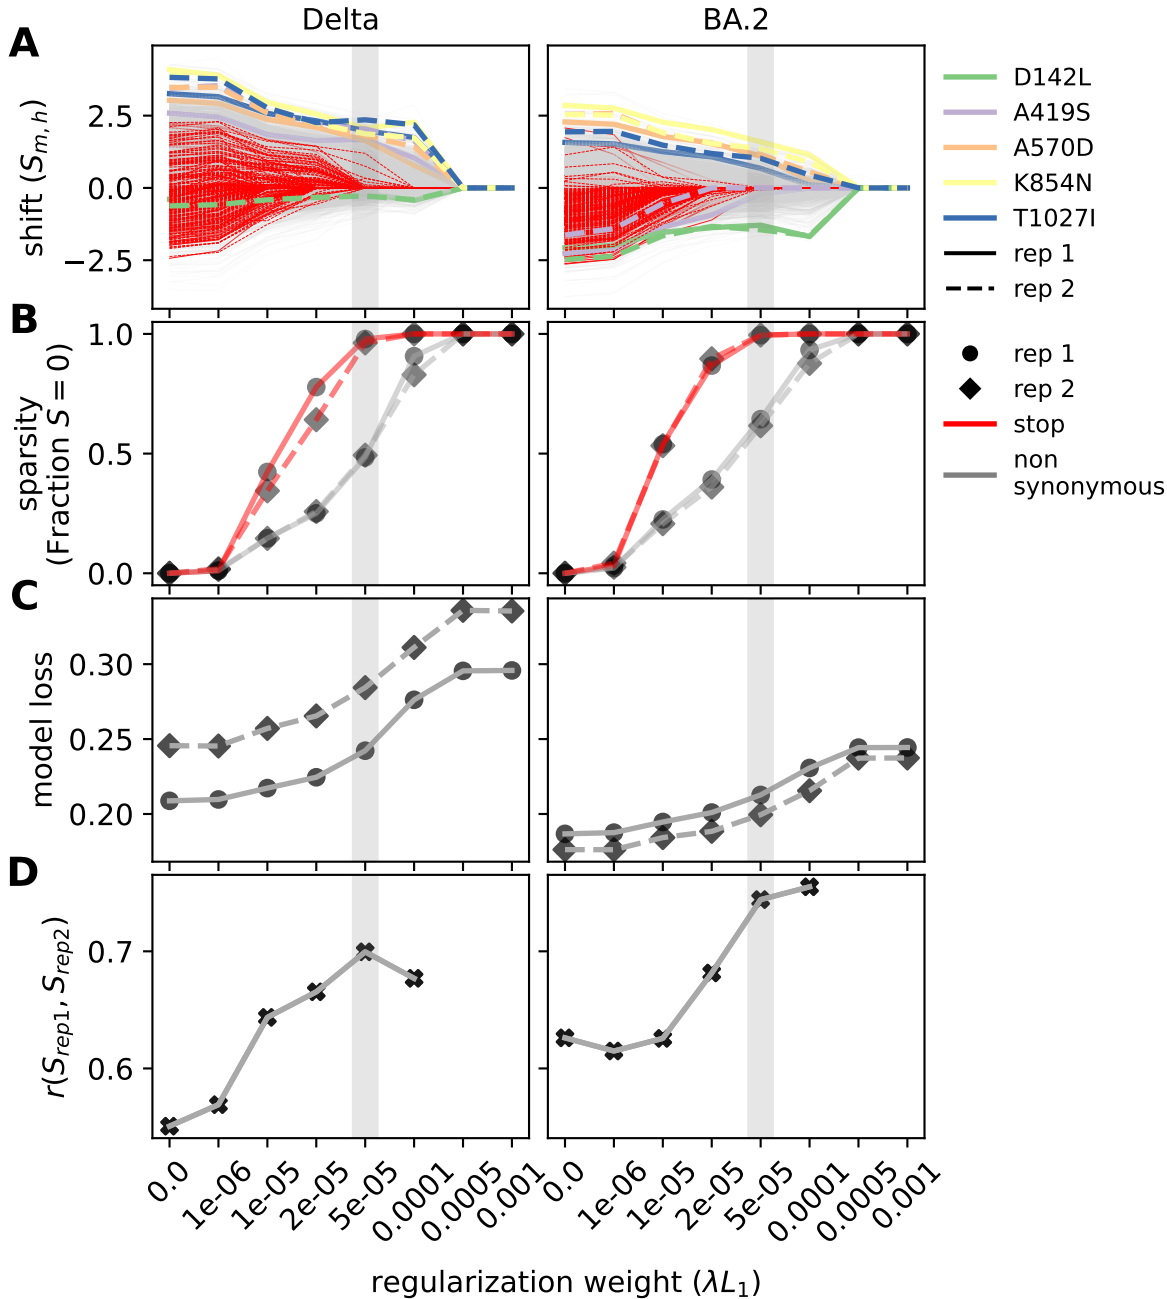 Delta
BA.2
A
shift (S_{m,h})
2.5
0.0
−2.5
D142L
A419S
A570D
K854N
T1027I
rep 1
rep 2
B
sparsity
(Fraction S = 0)
1.0
0.5
0.0
rep 1
rep 2
stop
non
synonymous
C
model loss
0.30
0.25
0.20
D
r(S_{rep1}, S_{rep2})
0.7
0.6
0.0
1e-06
1e-05
2e-05
5e-05
0.0001
0.0005
0.001
0.0
1e-06
1e-05
2e-05
5e-05
0.0001
0.0005
0.001
regularization weight (λL_1)